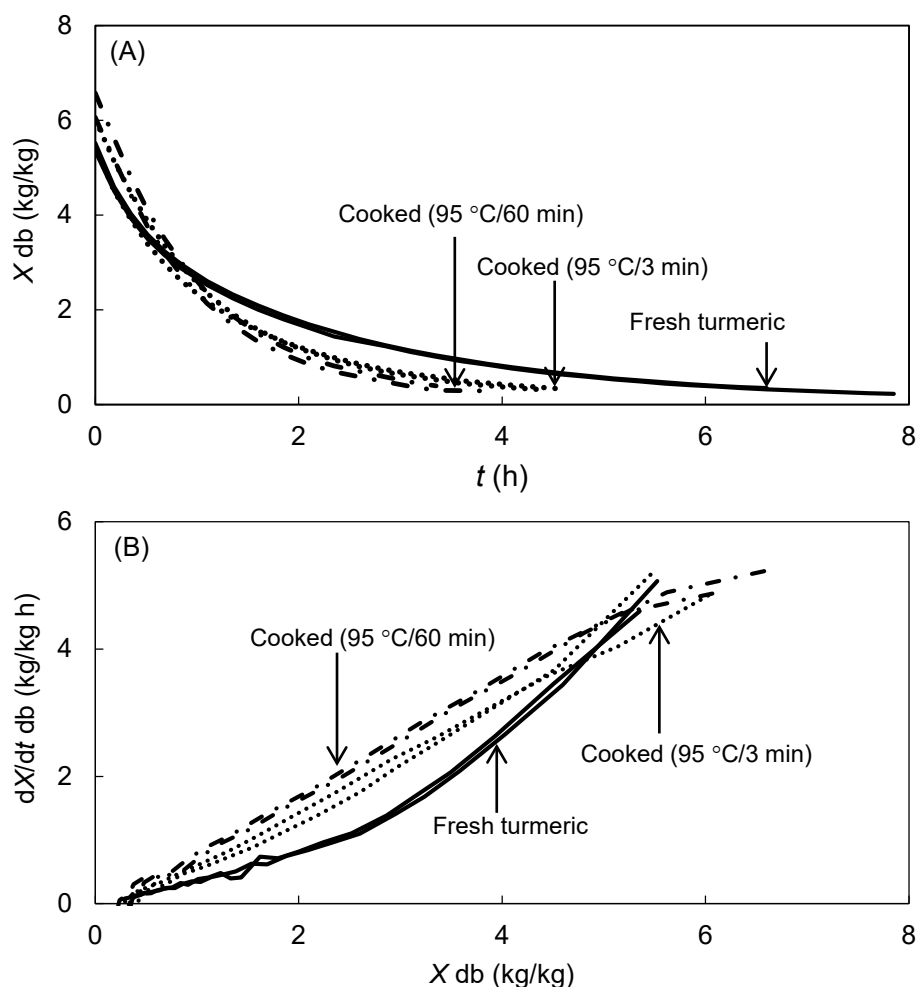 (A)
X db (kg/kg)
8
6
4
2
0
Cooked (95 °C/60 min)
Cooked (95 °C/3 min)
Fresh turmeric
0 2 4 6 8
t (h)
(B)
dX/dt db (kg/kg h)
6
4
2
0
Cooked (95 °C/60 min)
Cooked (95 °C/3 min)
Fresh turmeric
0 2 4 6 8
X db (kg/kg)